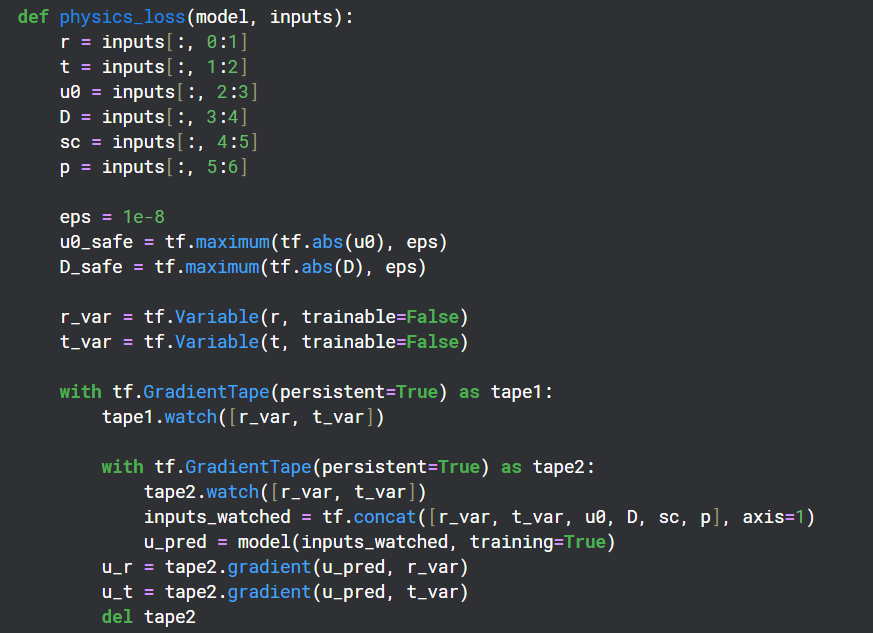 def physics_loss(model, inputs):
    r = inputs[:, 0:1]
    t = inputs[:, 1:2]
    u0 = inputs[:, 2:3]
    D = inputs[:, 3:4]
    sc = inputs[:, 4:5]
    p = inputs[:, 5:6]

    eps = 1e-8
    u0_safe = tf.maximum(tf.abs(u0), eps)
    D_safe = tf.maximum(tf.abs(D), eps)

    r_var = tf.Variable(r, trainable=False)
    t_var = tf.Variable(t, trainable=False)

    with tf.GradientTape(persistent=True) as tape1:
        tape1.watch([r_var, t_var])

        with tf.GradientTape(persistent=True) as tape2:
            tape2.watch([r_var, t_var])
            inputs_watched = tf.concat([r_var, t_var, u0, D, sc, p], axis=1)
            u_pred = model(inputs_watched, training=True)
        u_r = tape2.gradient(u_pred, r_var)
        u_t = tape2.gradient(u_pred, t_var)
        del tape2